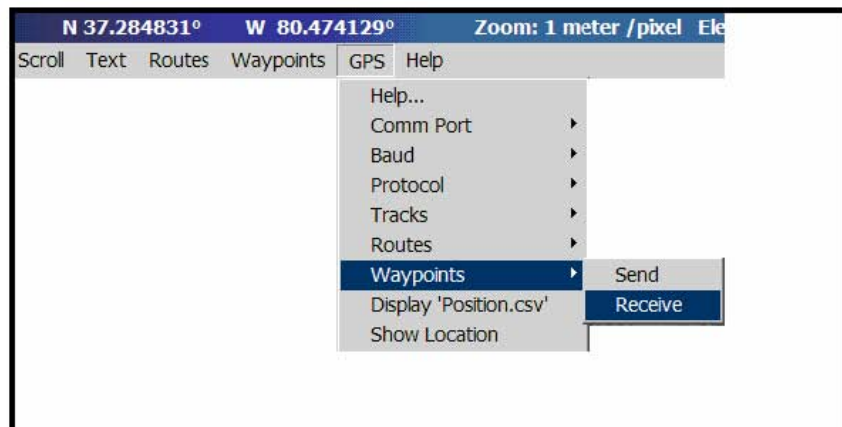 N 37.284831° W 80.474129° Zoom: 1 meter /pixel Ele
Scroll Text Routes Waypoints GPS Help
Help...
Comm Port
Baud
Protocol
Tracks
Routes
Waypoints Send
Display 'Position.csv' Receive
Show Location